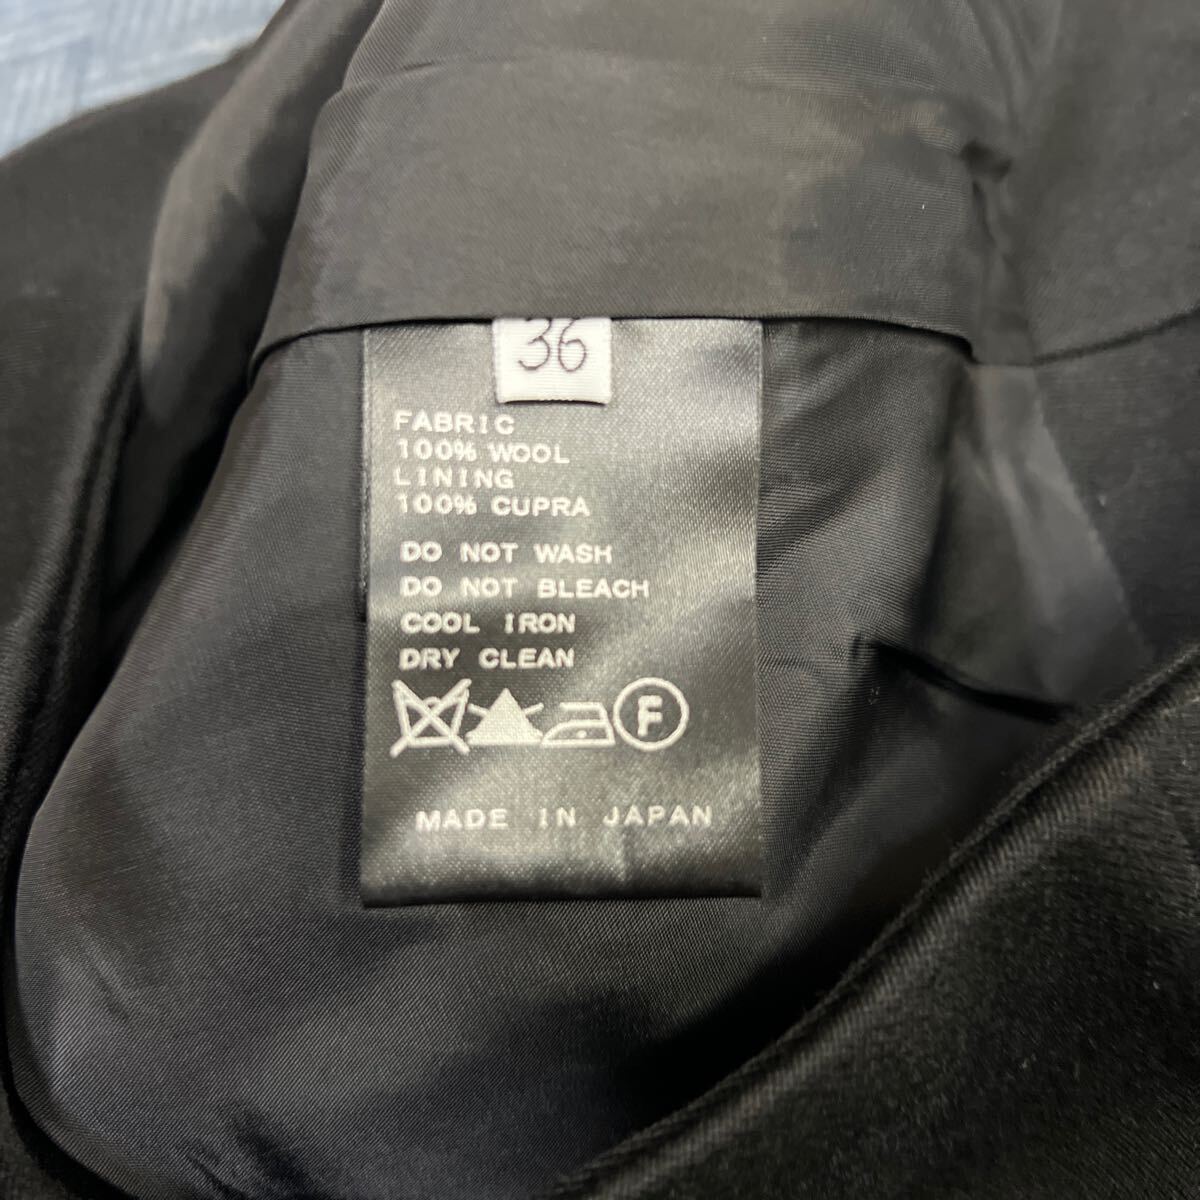 36
FABRIC
100% WOOL
LINING
100% CUPRA
DO NOT WASH
DO NOT BLEACH
COOL IRON
DRY CLEAN
F
MADE IN JAPAN